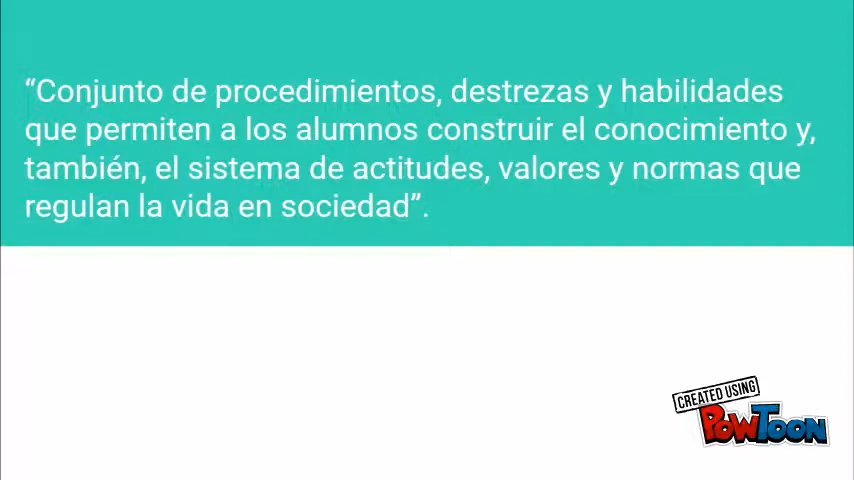 “Conjunto de procedimientos, destrezas y habilidades
que permiten a los alumnos construir el conocimiento y,
también, el sistema de actitudes, valores y normas que
regulan la vida en sociedad”.
CREATED USING
POWTOON